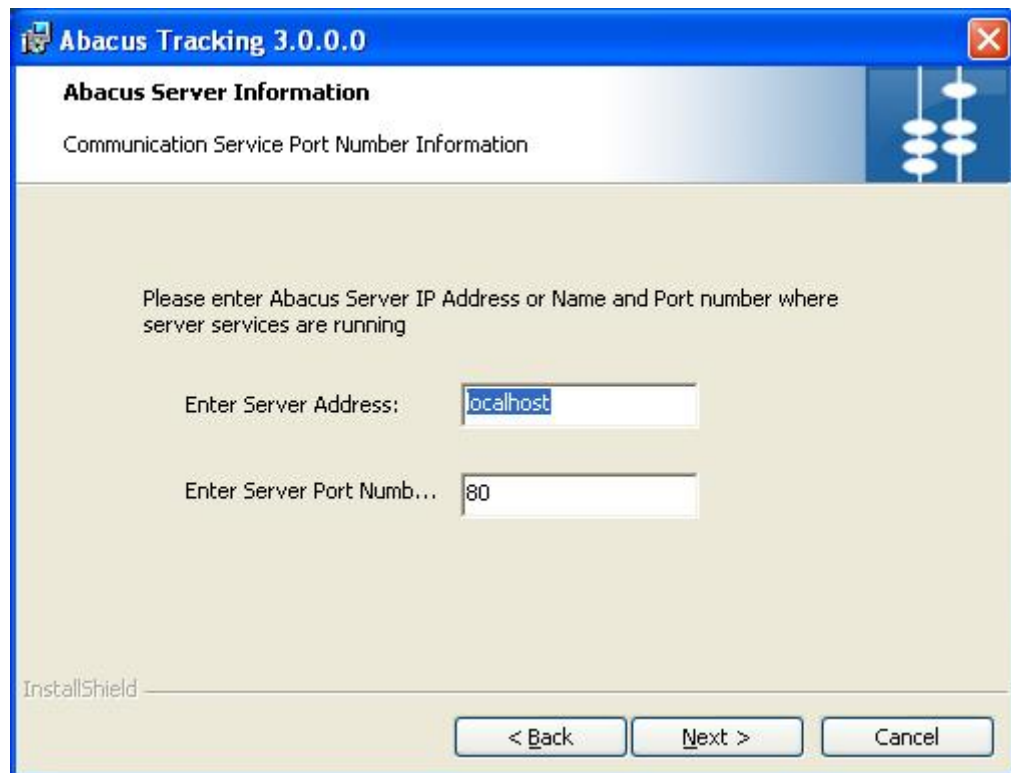 Abacus Tracking 3.0.0.0
Abacus Server Information
Communication Service Port Number Information
Please enter Abacus Server IP Address or Name and Port number where
server services are running
Enter Server Address:
localhost
Enter Server Port Numb...
80
InstallShield
< Back
Next >
Cancel